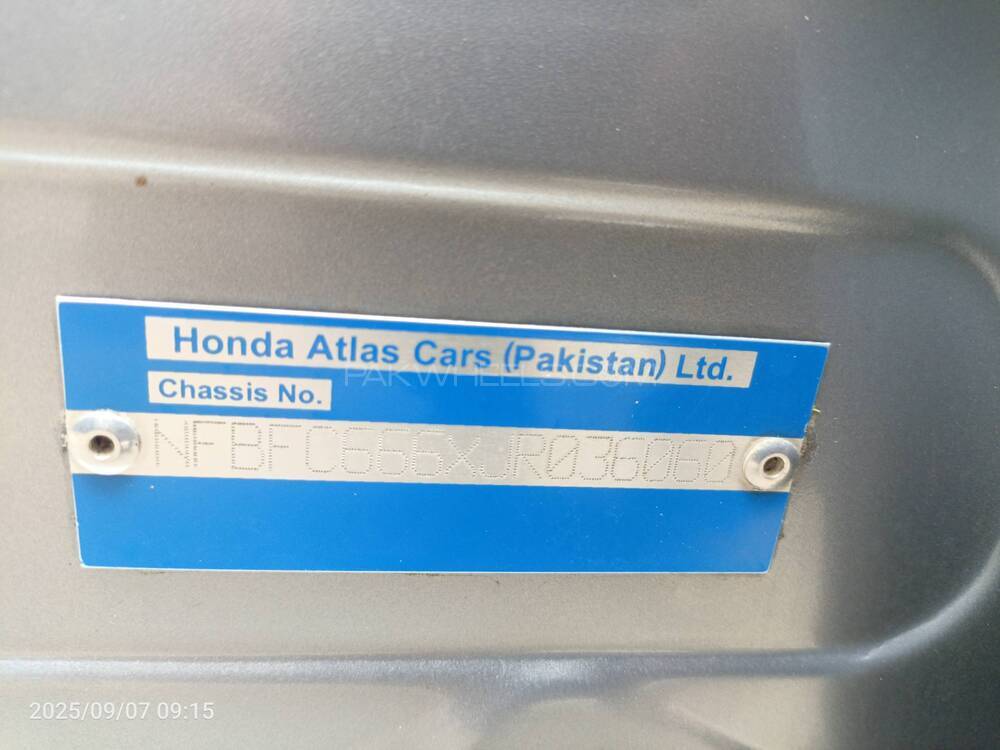 Honda Atlas Cars (Pakistan) Ltd.
PAKWHEELS.COM
Chassis No.
NFBFC666XJR036060
2025/09/07 09:15